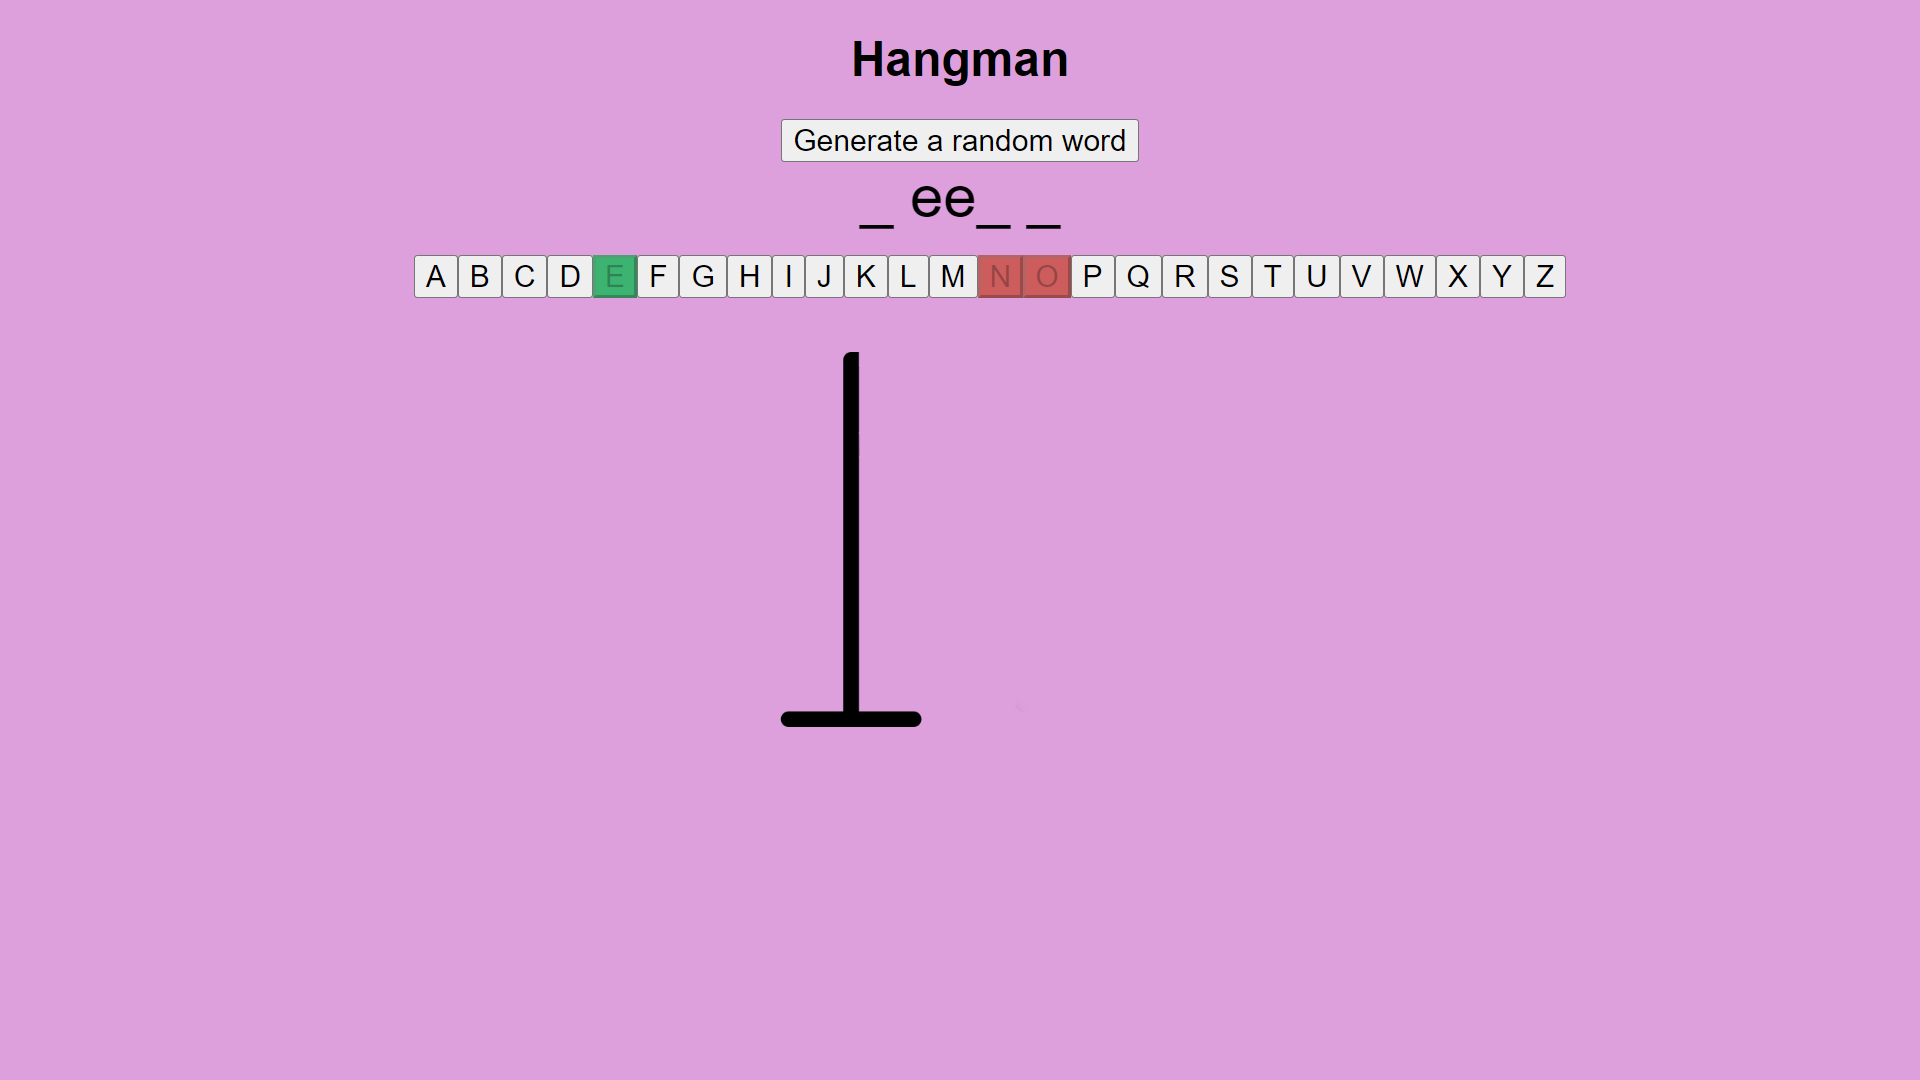 Hangman
Generate a random word
_ ee_ _
A B C D E F G H I J K L M N O P Q R S T U V W X Y Z